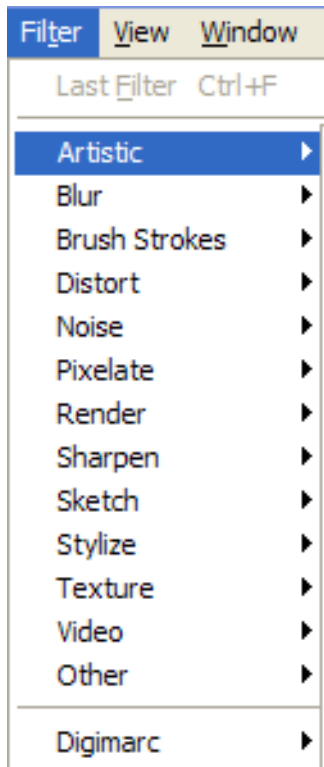 Filter View Window
Last Filter Ctrl+F
Artistic
Blur
Brush Strokes
Distort
Noise
Pixelate
Render
Sharpen
Sketch
Stylize
Texture
Video
Other
Digimarc